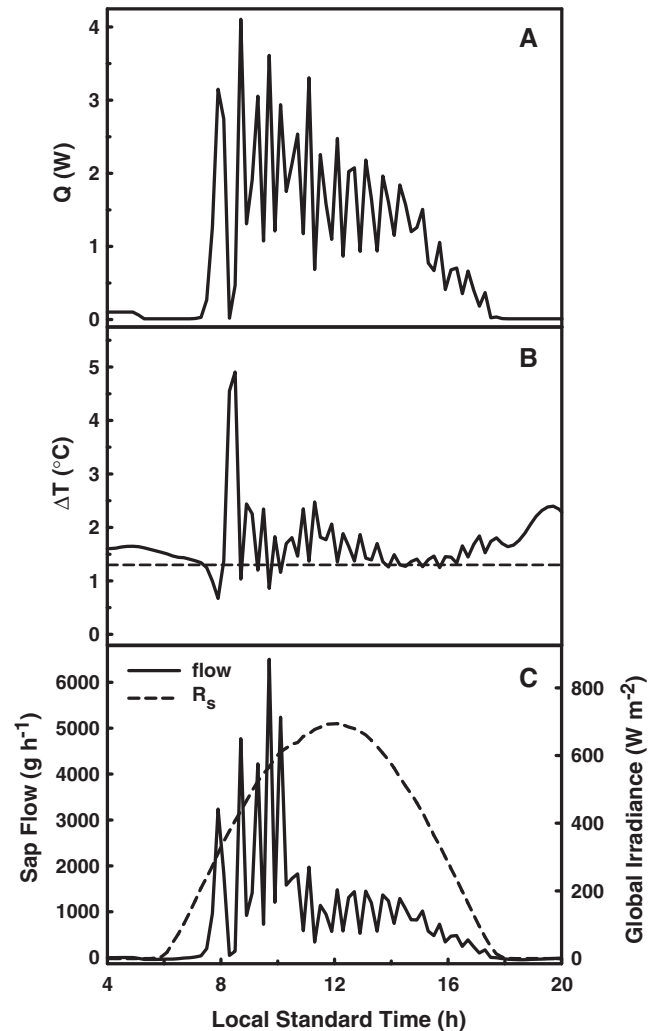 A
4
3
2
1
0
Q (W)
B
5
4
3
2
1
0
ΔT (°C)
C
flow
Rs
6000
5000
4000
3000
2000
1000
0
Sap Flow (g h-1)
800
600
400
200
0
Global Irradiance (W m-2)
4 8 12 16 20
Local Standard Time (h)